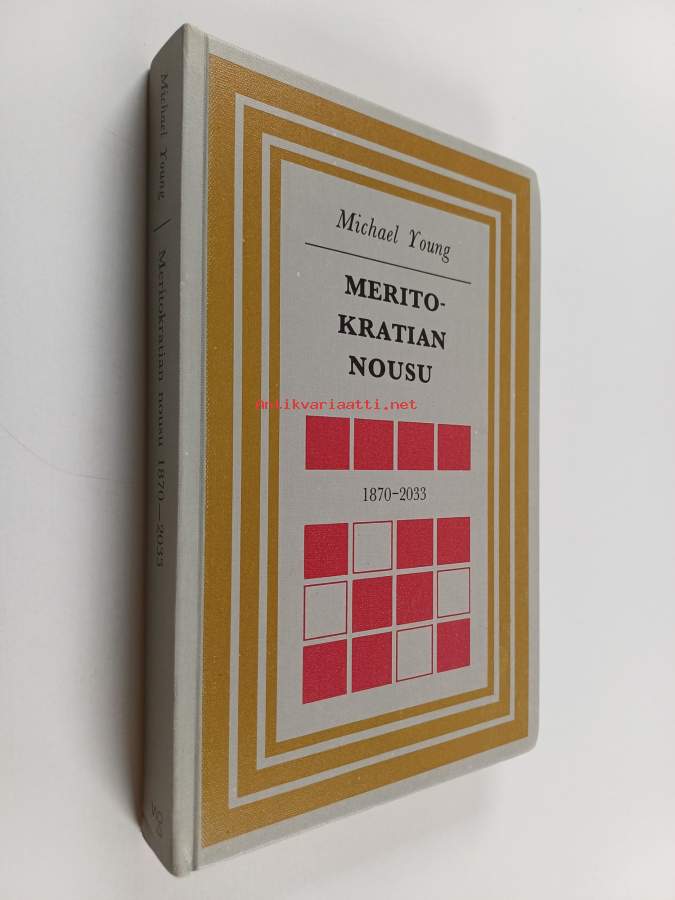 Michael Young
MERITO-
KRATIAN
NOUSU
Antikvariaatti.net
1870-2033
Michael Young | Meritokratian nousu 1870—2033